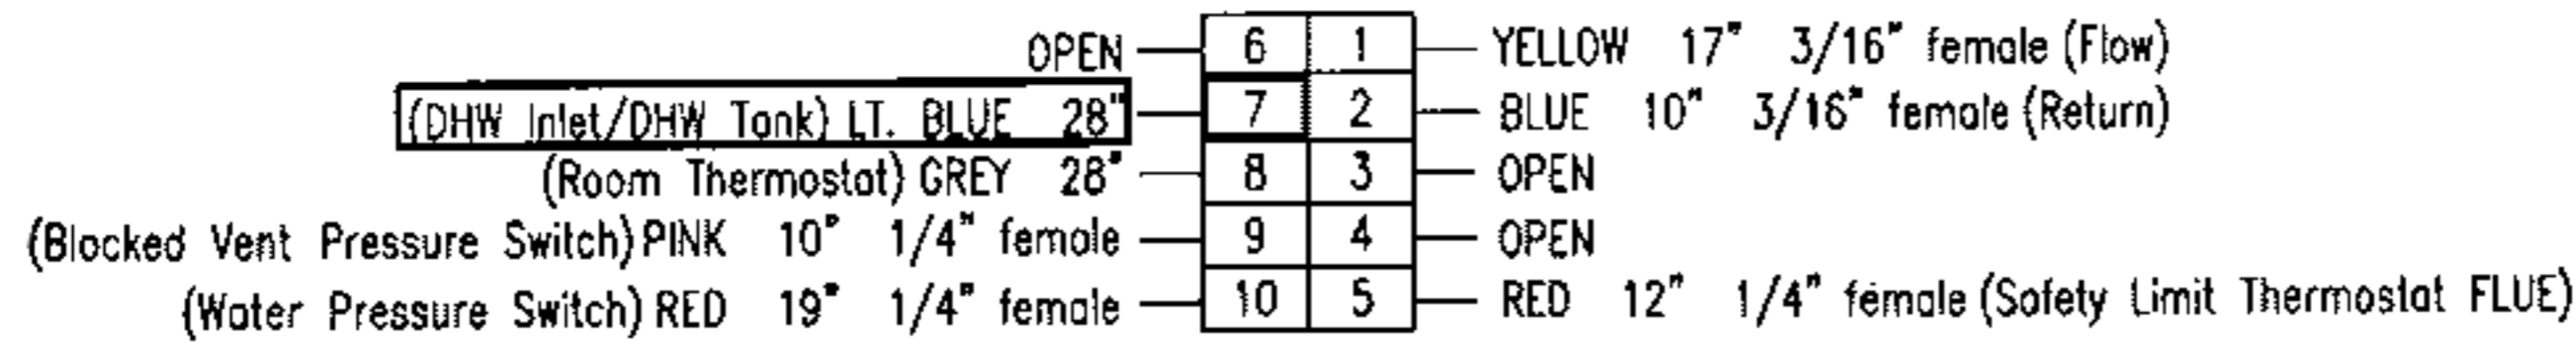 OPEN 6 1 YELLOW 17" 3/16" female (Flow)
(DHW Inlet/DHW Tank) LT. BLUE 28" 7 2 BLUE 10" 3/16" female (Return)
(Room Thermostat) GREY 28" 8 3 OPEN
(Blocked Vent Pressure Switch) PINK 10" 1/4" female 9 4 OPEN
(Water Pressure Switch) RED 19" 1/4" female 10 5 RED 12" 1/4" female (Safety Limit Thermostat FLUE)